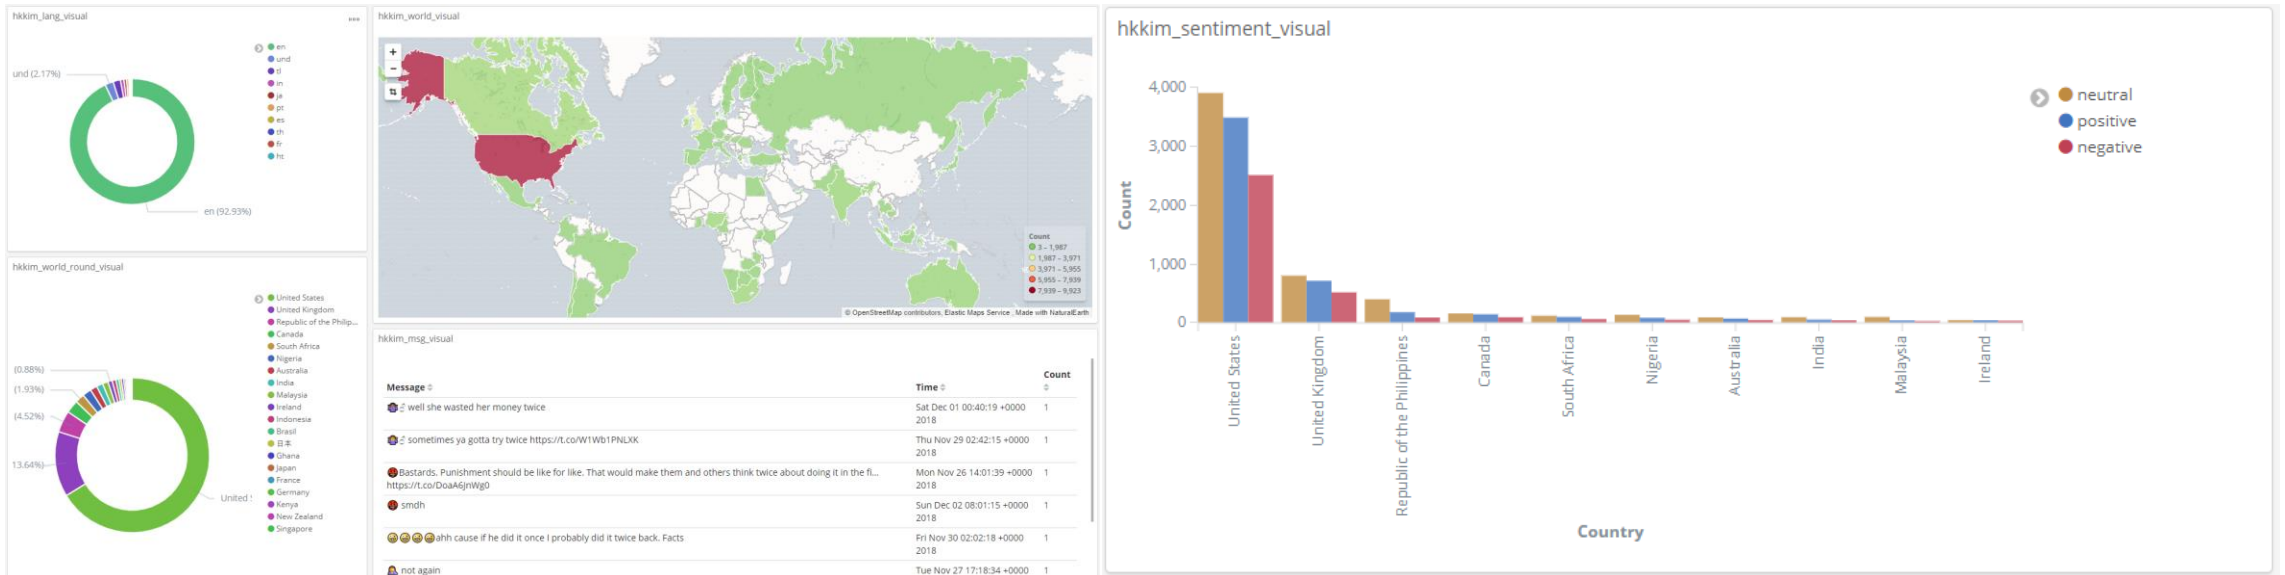 hkkim_lang_visual
en
und
tl
in
ja
pt
es
th
fr
ht
und (2.17%)
en (92.93%)
hkkim_world_round_visual
United States
United Kingdom
Republic of the Philip...
Canada
South Africa
Nigeria
Australia
India
Malaysia
Ireland
Indonesia
Brasil
日本
Ghana
Japan
France
Germany
Kenya
New Zealand
Singapore
(0.88%)
(1.93%)
(4.52%)
13.64%)
United
hkkim_world_visual
+
−
Count
3 – 1,987
1,987 – 3,971
3,971 – 5,955
5,955 – 7,939
7,939 – 9,923
© OpenStreetMap contributors, Elastic Maps Service , Made with NaturalEarth
hkkim_msg_visual
Message Time Count
well she wasted her money twice Sat Dec 01 00:40:19 +0000 1
2018
sometimes ya gotta try twice https://t.co/W1Wb1PNLXK Thu Nov 29 02:42:15 +0000 1
2018
Bastards. Punishment should be like for like. That would make them and others think twice about doing it in the fi... Mon Nov 26 14:01:39 +0000 1
https://t.co/DoaA6JnWg0 2018
smdh Sun Dec 02 08:01:15 +0000 1
2018
ahh cause if he did it once I probably did it twice back. Facts Fri Nov 30 02:02:18 +0000 1
2018
not again Tue Nov 27 17:18:34 +0000 1
hkkim_sentiment_visual
4,000
3,000
2,000
1,000
0
Count
United States
United Kingdom
Republic of the Philippines
Canada
South Africa
Nigeria
Australia
India
Malaysia
Ireland
Country
neutral
positive
negative